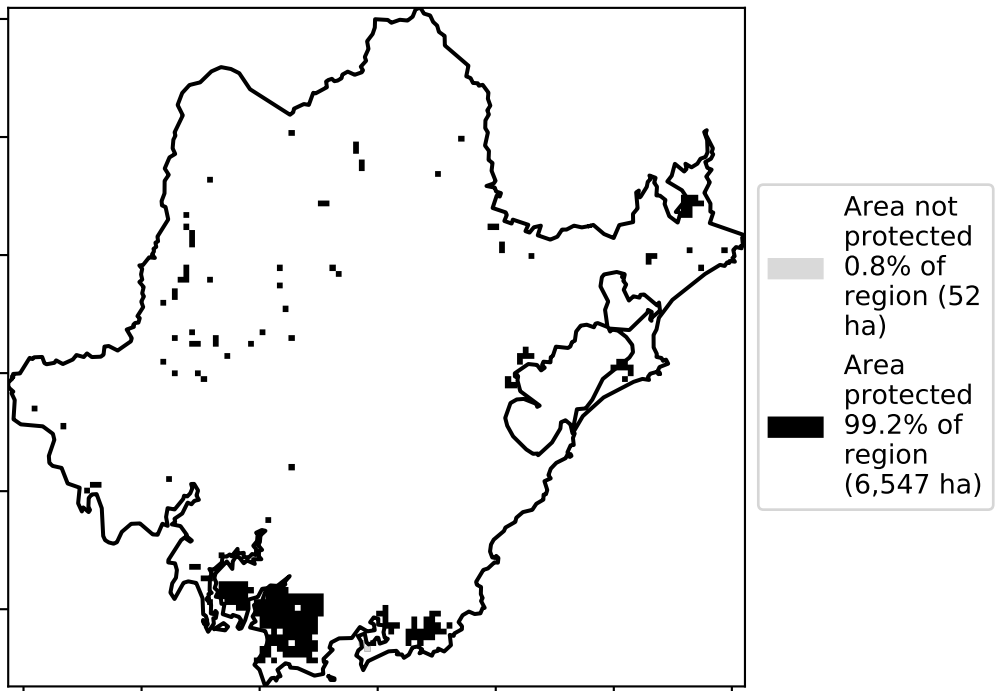 Area not
protected
0.8% of
region (52
ha)
Area
protected
99.2% of
region
(6,547 ha)